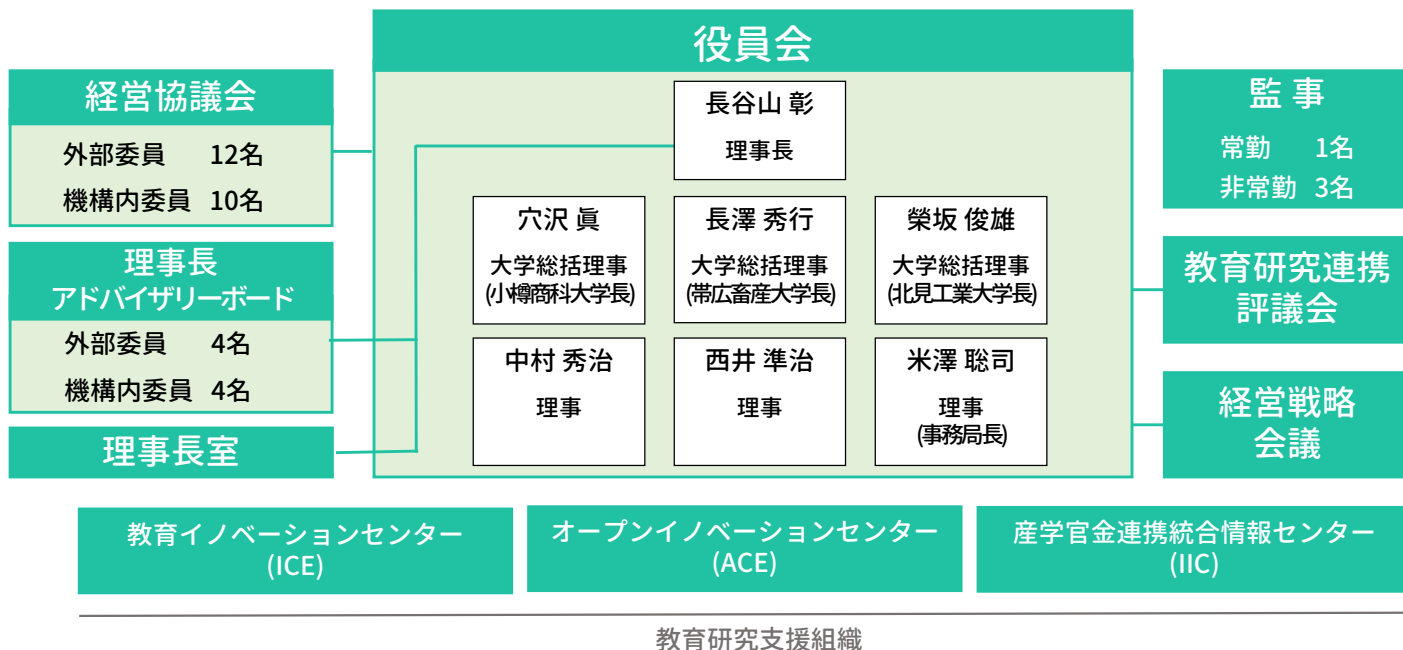 役員会
経営協議会
外部委員 12名
機構内委員 10名
理事長
アドバイザリーボード
外部委員 4名
機構内委員 4名
理事長室
長谷山 彰
理事長
穴沢 眞
大学総括理事
(小樽商科大学長)
長澤 秀行
大学総括理事
(帯広畜産大学長)
榮坂 俊雄
大学総括理事
(北見工業大学長)
中村 秀治
理事
西井 準治
理事
米澤 聡司
理事
(事務局長)
監 事
常勤 1名
非常勤 3名
教育研究連携
評議会
経営戦略
会議
教育イノベーションセンター
(ICE)
オープンイノベーションセンター
(ACE)
産学官金連携統合情報センター
(IIC)
教育研究支援組織